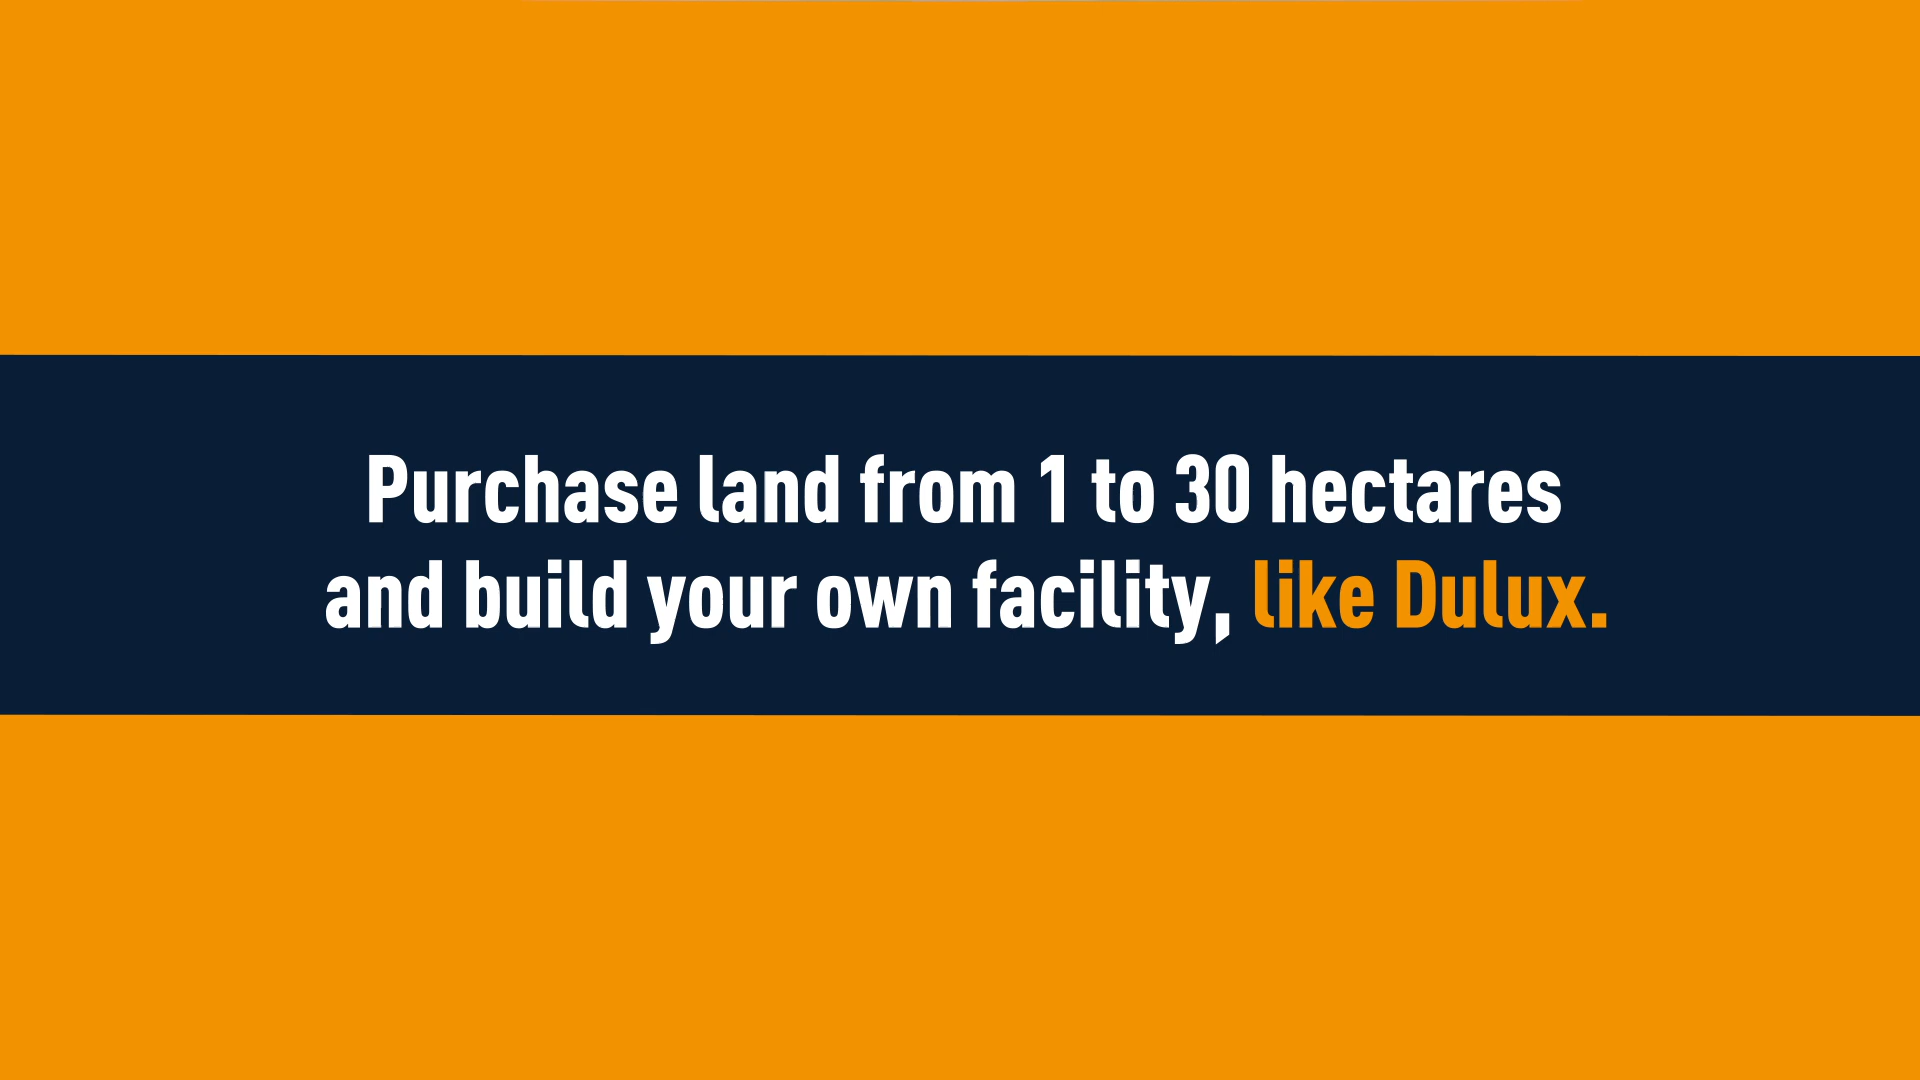 Purchase land from 1 to 30 hectares
and build your own facility, like Dulux.